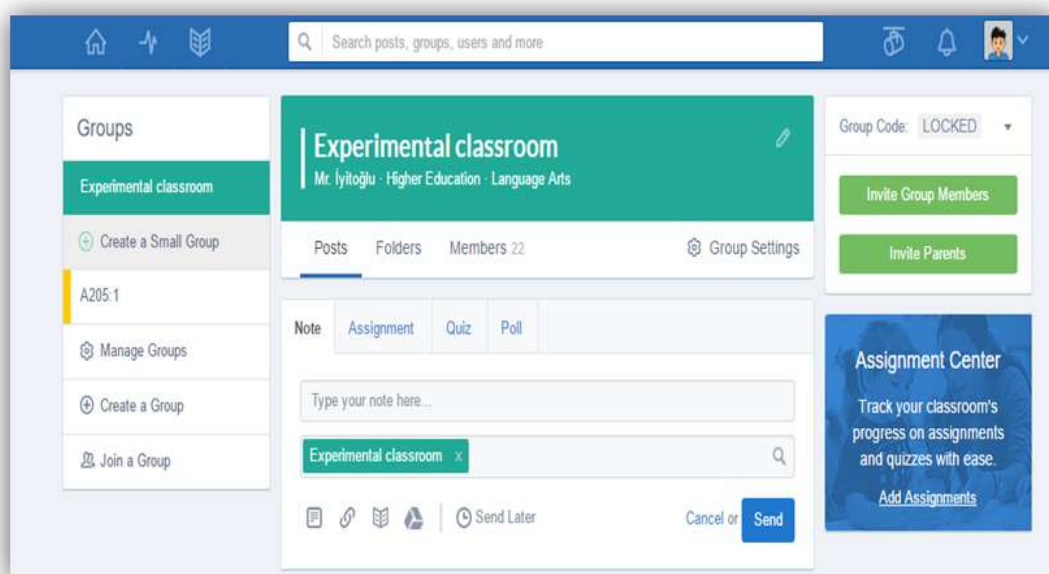 Search posts, groups, users and more
Groups
Experimental classroom
Create a Small Group
A205:1
Manage Groups
Create a Group
Join a Group
Experimental classroom
Mr. İyitoğlu · Higher Education · Language Arts
Posts Folders Members 22 Group Settings
Note Assignment Quiz Poll
Type your note here...
Experimental classroom x
Send Later Cancel or Send
Group Code: LOCKED
Invite Group Members
Invite Parents
Assignment Center
Track your classroom's
progress on assignments
and quizzes with ease.
Add Assignments